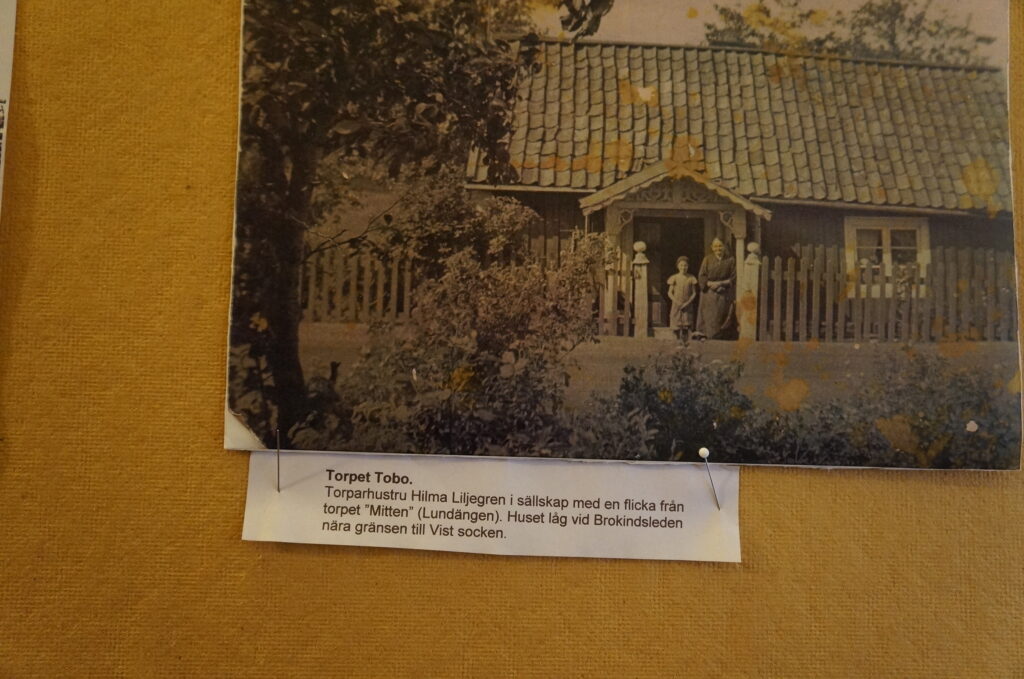 Torpet Tobo.
Torparhustru Hilma Liljegren i sällskap med en flicka från
torpet "Mitten" (Lundängen). Huset låg vid Brokindsleden
nära gränsen till Vist socken.